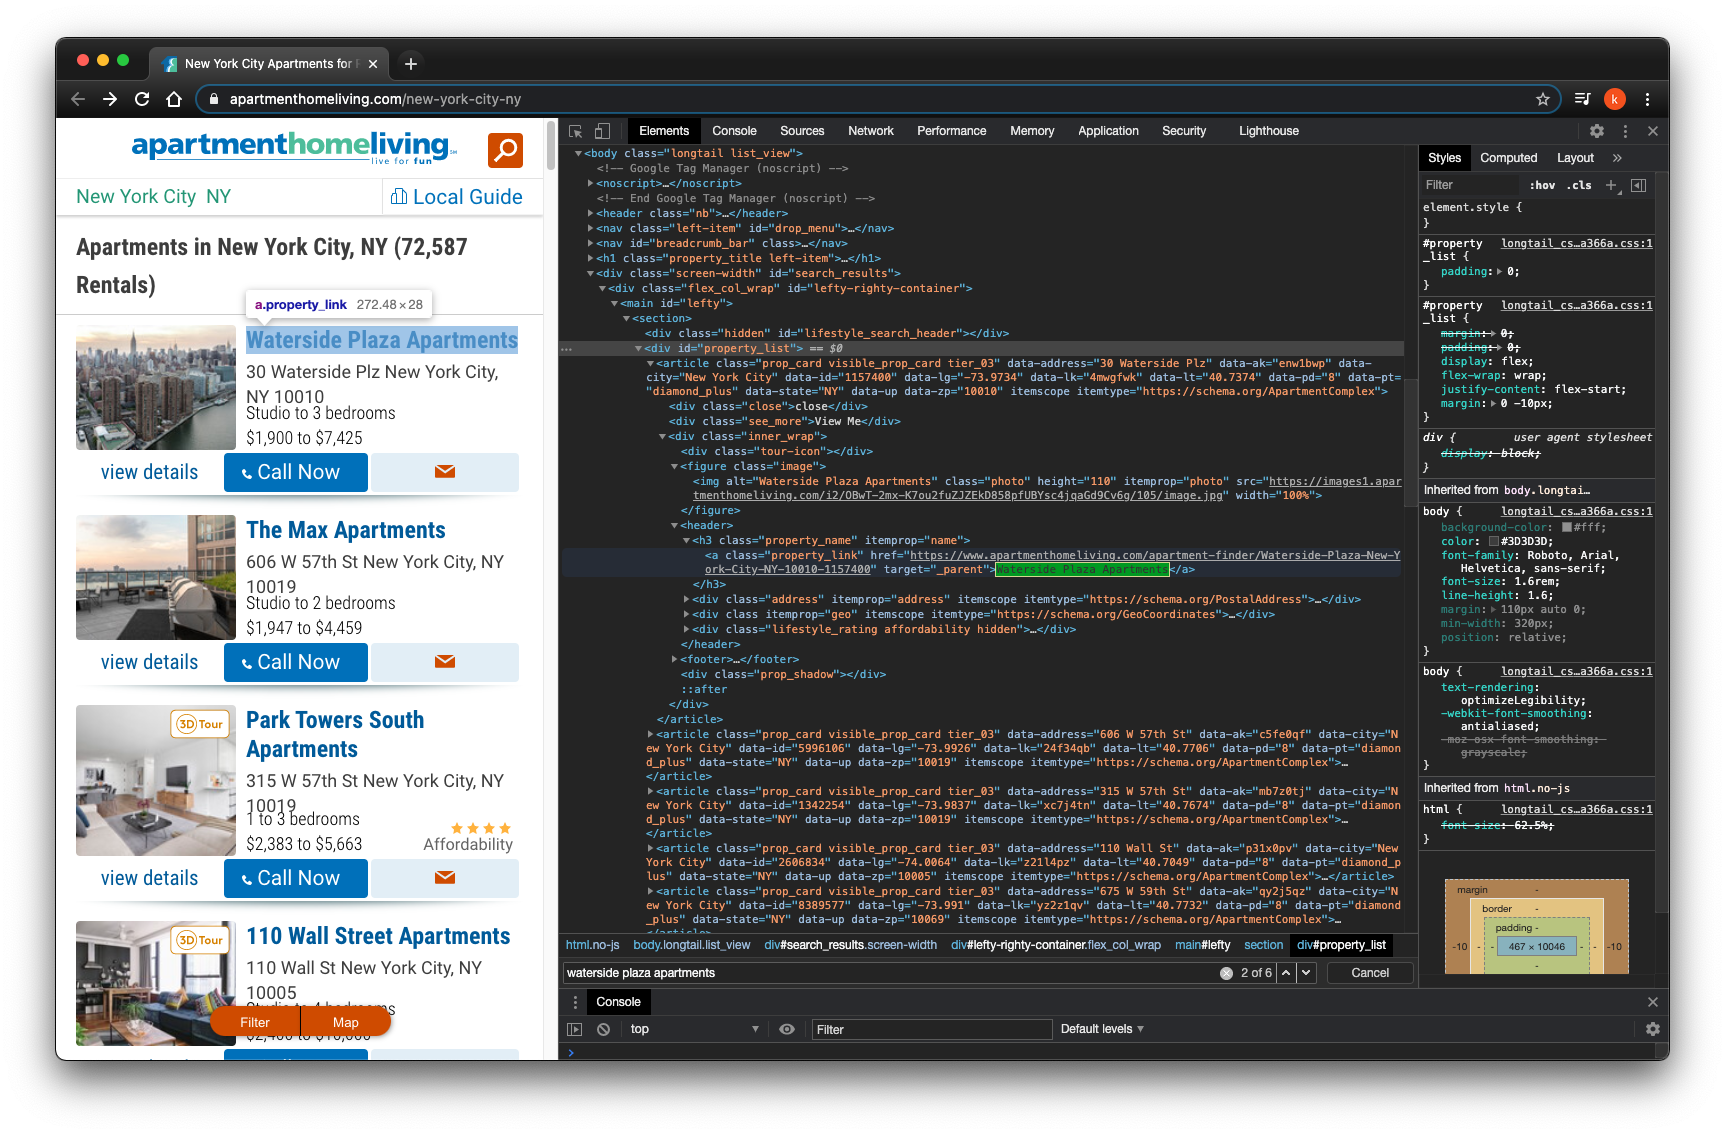 New York City Apartments for R
apartmenthomeliving.com/new-york-city-ny
k
apartmenthomeliving
live for fun
New York City NY
Local Guide
Apartments in New York City, NY (72,587
Rentals)
a.property_link 272.48 × 28
Waterside Plaza Apartments
30 Waterside Plz New York City,
NY 10010
Studio to 3 bedrooms
$1,900 to $7,425
view details
Call Now
The Max Apartments
606 W 57th St New York City, NY
10019
Studio to 2 bedrooms
$1,947 to $4,459
view details
Call Now
3D Tour
Park Towers South
Apartments
315 W 57th St New York City, NY
10019
1 to 3 bedrooms
$2,383 to $5,663
Affordability
view details
Call Now
3D Tour
110 Wall Street Apartments
110 Wall St New York City, NY
10005
Filter
Map
Elements Console Sources Network Performance Memory Application Security Lighthouse
<body class="longtail list_view">
<!-- Google Tag Manager (noscript) -->
<noscript>…</noscript>
<!-- End Google Tag Manager (noscript) -->
<header class="nb">…</header>
<nav class="left-item" id="drop_menu">…</nav>
<nav id="breadcrumb_bar" class>…</nav>
<h1 class="property_title left-item">…</h1>
<div class="screen-width" id="search_results">
<div class="flex_col_wrap" id="lefty-righty-container">
<main id="lefty">
<section>
<div class="hidden" id="lifestyle_search_header"></div>
… <div id="property_list"> == $0
<article class="prop_card visible_prop_card tier_03" data-address="30 Waterside Plz" data-ak="enw1bwp" data-
city="New York City" data-id="1157400" data-lg="-73.9734" data-lk="4mwgfwk" data-lt="40.7374" data-pd="8" data-pt=
"diamond_plus" data-state="NY" data-up data-zp="10010" itemscope itemtype="https://schema.org/ApartmentComplex">
<div class="close">close</div>
<div class="see_more">View Me</div>
<div class="inner_wrap">
<div class="tour-icon"></div>
<figure class="image">
<img alt="Waterside Plaza Apartments" class="photo" height="110" itemprop="photo" src="https://images1.apar
tmenthomeliving.com/i2/OBwT-2mx-K7ou2fuZJZEkD858pfUBYsc4jqaGd9Cv6g/105/image.jpg" width="100%">
</figure>
<header>
<h3 class="property_name" itemprop="name">
<a class="property_link" href="https://www.apartmenthomeliving.com/apartment-finder/Waterside-Plaza-New-Y
ork-City-NY-10010-1157400" target="_parent">Waterside Plaza Apartments</a>
</h3>
<div class="address" itemprop="address" itemscope itemtype="https://schema.org/PostalAddress">…</div>
<div class itemprop="geo" itemscope itemtype="https://schema.org/GeoCoordinates">…</div>
<div class="lifestyle_rating affordability hidden">…</div>
</header>
<footer>…</footer>
<div class="prop_shadow"></div>
::after
</div>
</article>
<article class="prop_card visible_prop_card tier_03" data-address="606 W 57th St" data-ak="c5fe0qf" data-city="N
ew York City" data-id="5996106" data-lg="-73.9926" data-lk="24f34qb" data-lt="40.7706" data-pd="8" data-pt="diamon
d_plus" data-state="NY" data-up data-zp="10019" itemscope itemtype="https://schema.org/ApartmentComplex">…
</article>
<article class="prop_card visible_prop_card tier_03" data-address="315 W 57th St" data-ak="mb7z0tj" data-city="N
ew York City" data-id="1342254" data-lg="-73.9837" data-lk="xc7j4tn" data-lt="40.7674" data-pd="8" data-pt="diamon
d_plus" data-state="NY" data-up data-zp="10019" itemscope itemtype="https://schema.org/ApartmentComplex">…
</article>
<article class="prop_card visible_prop_card tier_03" data-address="110 Wall St" data-ak="p31x0pv" data-city="New
York City" data-id="2606834" data-lg="-74.0064" data-lk="z21l4pz" data-lt="40.7049" data-pd="8" data-pt="diamond_p
lus" data-state="NY" data-up data-zp="10005" itemscope itemtype="https://schema.org/ApartmentComplex">…</article>
<article class="prop_card visible_prop_card tier_03" data-address="675 W 59th St" data-ak="qy2j5qz" data-city="N
ew York City" data-id="8389577" data-lg="-73.991" data-lk="yz2z1qv" data-lt="40.7732" data-pd="8" data-pt="diamond
_plus" data-state="NY" data-up data-zp="10069" itemscope itemtype="https://schema.org/ApartmentComplex">…
html.no-js body.longtail.list_view div#search_results.screen-width div#lefty-righty-container.flex_col_wrap main#lefty section div#property_list
waterside plaza apartments
2 of 6
Cancel
Console
top
Filter
Default levels
Styles Computed Layout »
Filter
:hov .cls
element.style {
}
#property longtail_cs…a366a.css:1
_list {
padding: 0;
}
#property longtail_cs…a366a.css:1
_list {
margin: 0;
padding: 0;
display: flex;
flex-wrap: wrap;
justify-content: flex-start;
margin: 0 -10px;
}
div { user agent stylesheet
display: block;
}
Inherited from body.longtai…
body { longtail_cs…a366a.css:1
background-color: #fff;
color: #3D3D3D;
font-family: Roboto, Arial,
Helvetica, sans-serif;
font-size: 1.6rem;
line-height: 1.6;
margin: 110px auto 0;
min-width: 320px;
position: relative;
}
body { longtail_cs…a366a.css:1
text-rendering:
optimizeLegibility;
-webkit-font-smoothing:
antialiased;
-moz-osx-font-smoothing:
grayscale;
}
Inherited from html.no-js
html { longtail_cs…a366a.css:1
font-size: 62.5%;
}
margin -
border -
padding -
-10 - - 467 × 10046 - - -10
-